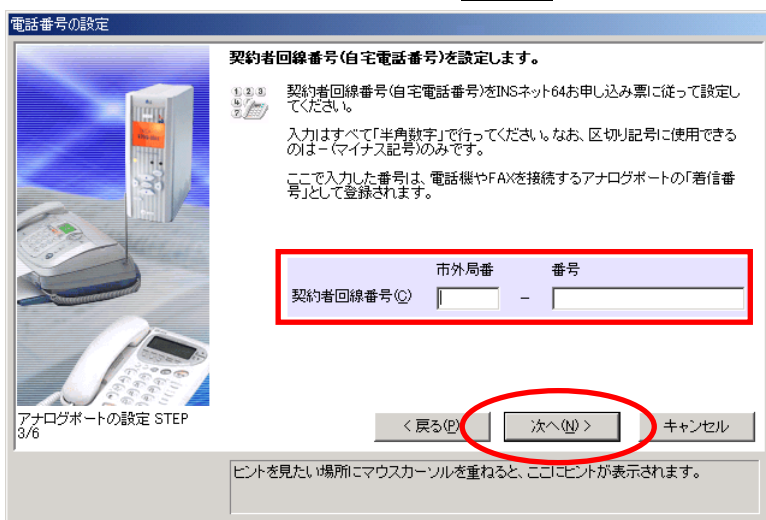 電話番号の設定
契約者回線番号(自宅電話番号)を設定します。
契約者回線番号(自宅電話番号)をINSネット64お申し込み票に従って設定し
てください。
入力はすべて「半角数字」で行ってください。なお、区切り記号に使用できる
のは－(マイナス記号)のみです。
ここで入力した番号は、電話機やFAXを接続するアナログポートの「着信番
号」として登録されます。
市外局番 番号
契約者回線番号(C) －
アナログポートの設定 STEP
3/6
< 戻る(P) 次へ(N) > キャンセル
ヒントを見たい場所にマウスカーソルを重ねると、ここにヒントが表示されます。